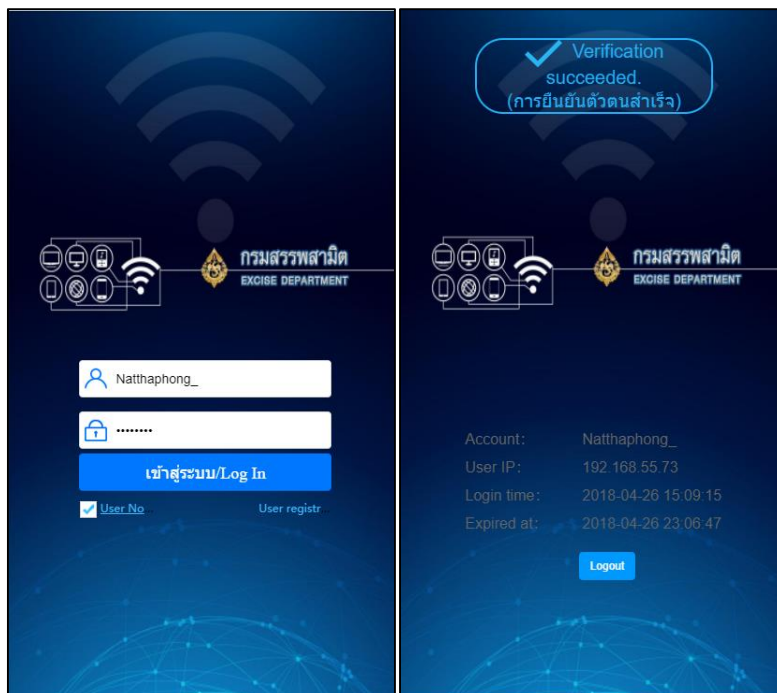 กรมสรรพสามิต
EXCISE DEPARTMENT
Natthaphong_
••••••••
เข้าสู่ระบบ/Log In
User No
User registr
Verification
succeeded.
(การยืนยันตัวตนสำเร็จ)
กรมสรรพสามิต
EXCISE DEPARTMENT
Account: Natthaphong_
User IP: 192.168.55.73
Login time: 2018-04-26 15:09:15
Expired at: 2018-04-26 23:06:47
Logout